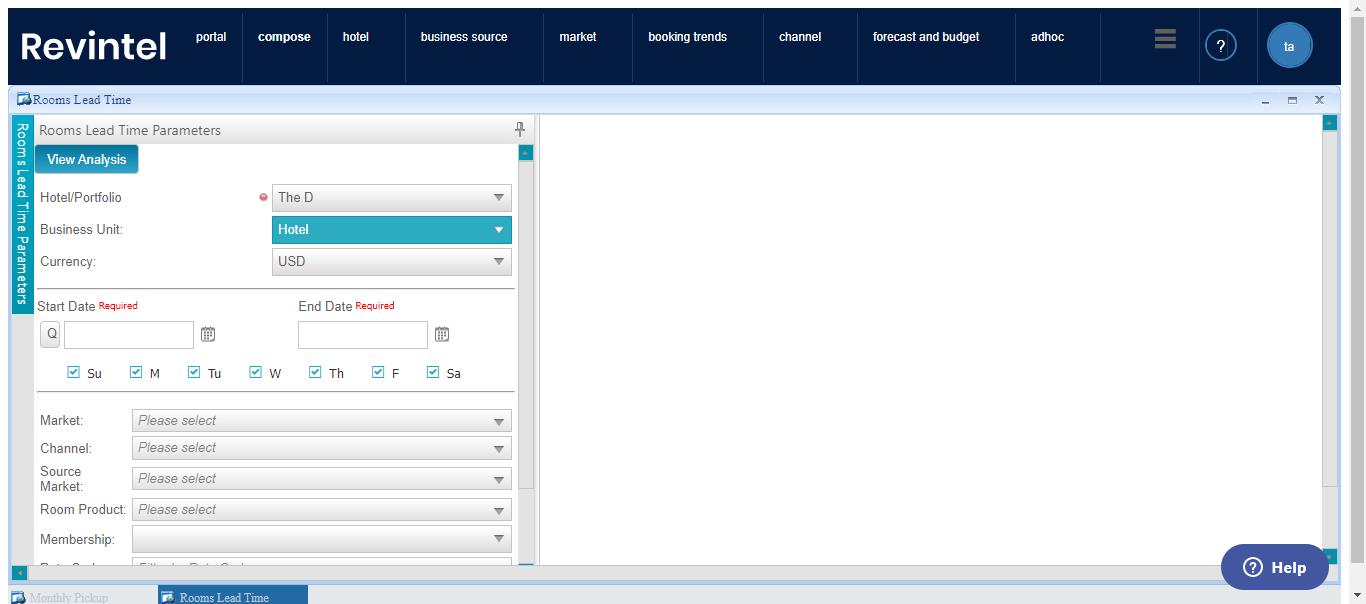 Revintel
portal
compose
hotel
business source
market
booking trends
channel
forecast and budget
adhoc
?
ta
Rooms Lead Time
Rooms Lead Time Parameters
Rooms Lead Time Parameters
View Analysis
Hotel/Portfolio
The D
Business Unit:
Hotel
Currency:
USD
Start Date Required
End Date Required
Q
Su M Tu W Th F Sa
Market:
Please select
Channel:
Please select
Source
Market:
Please select
Room Product:
Please select
Membership:
? Help
Monthly Pickup
Rooms Lead Time